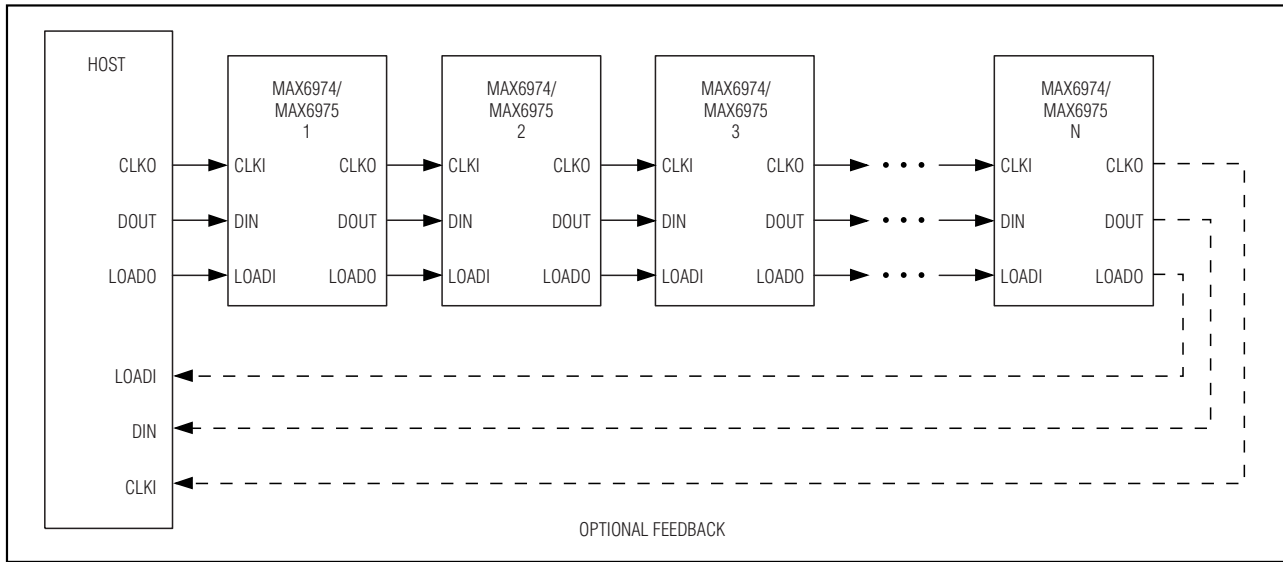 HOST
MAX6974/
MAX6975
1
MAX6974/
MAX6975
2
MAX6974/
MAX6975
3
MAX6974/
MAX6975
N
CLKO
CLKI
CLKO
CLKI
CLKO
CLKI
CLKO
CLKI
CLKO
DOUT
DIN
DOUT
DIN
DOUT
DIN
DOUT
DIN
DOUT
LOADO
LOADI
LOADO
LOADI
LOADO
LOADI
LOADO
LOADI
LOADO
LOADI
DIN
CLKI
OPTIONAL FEEDBACK